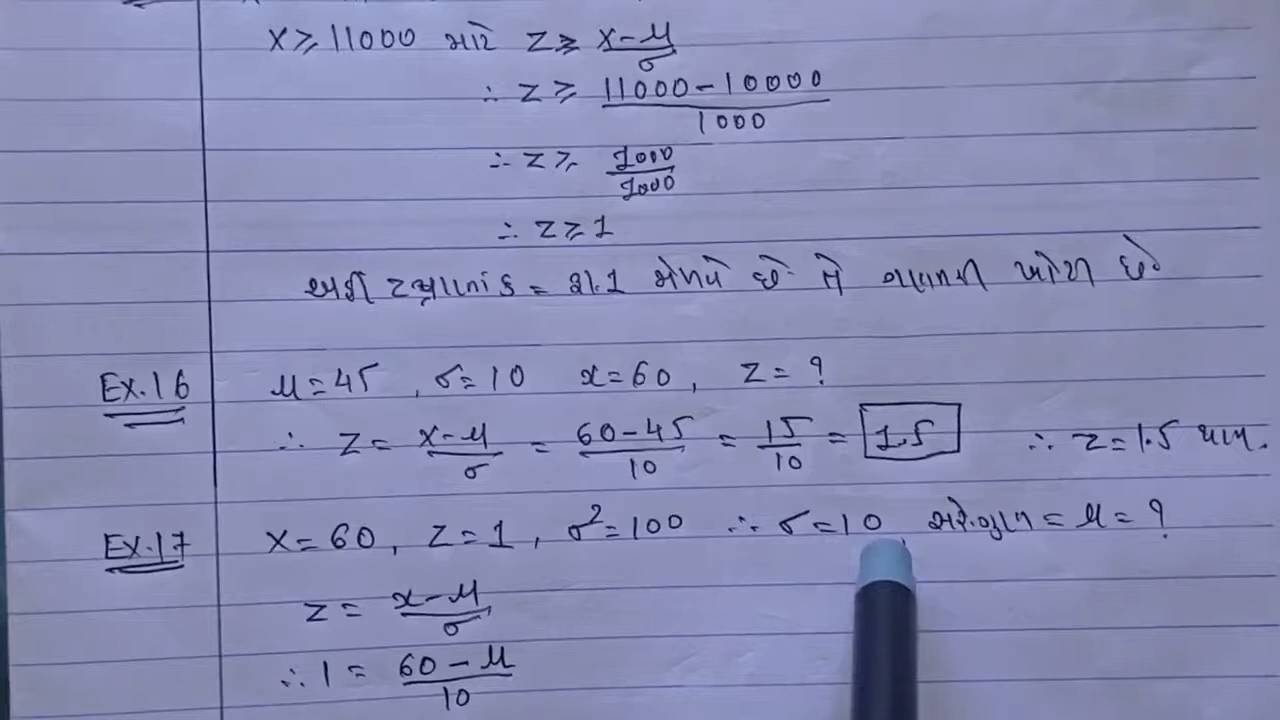 X ≥ 11000 માટે Z ≥ x-μ/σ
∴ Z ≥ 11000-10000/1000
∴ Z ≥ 1000/1000
∴ Z ≥ 1
= 1 છે તે છે
Ex.16 μ=45, σ=10 x=60, Z=?
∴ Z = x-μ/σ = 60-45/10 = 15/10 = 1.5 ∴ Z=1.5 થાય.
Ex.17 X=60, Z=1, σ²=100 ∴ σ=10, = μ = ?
Z = x-μ/σ
∴ 1 = 60-μ/10